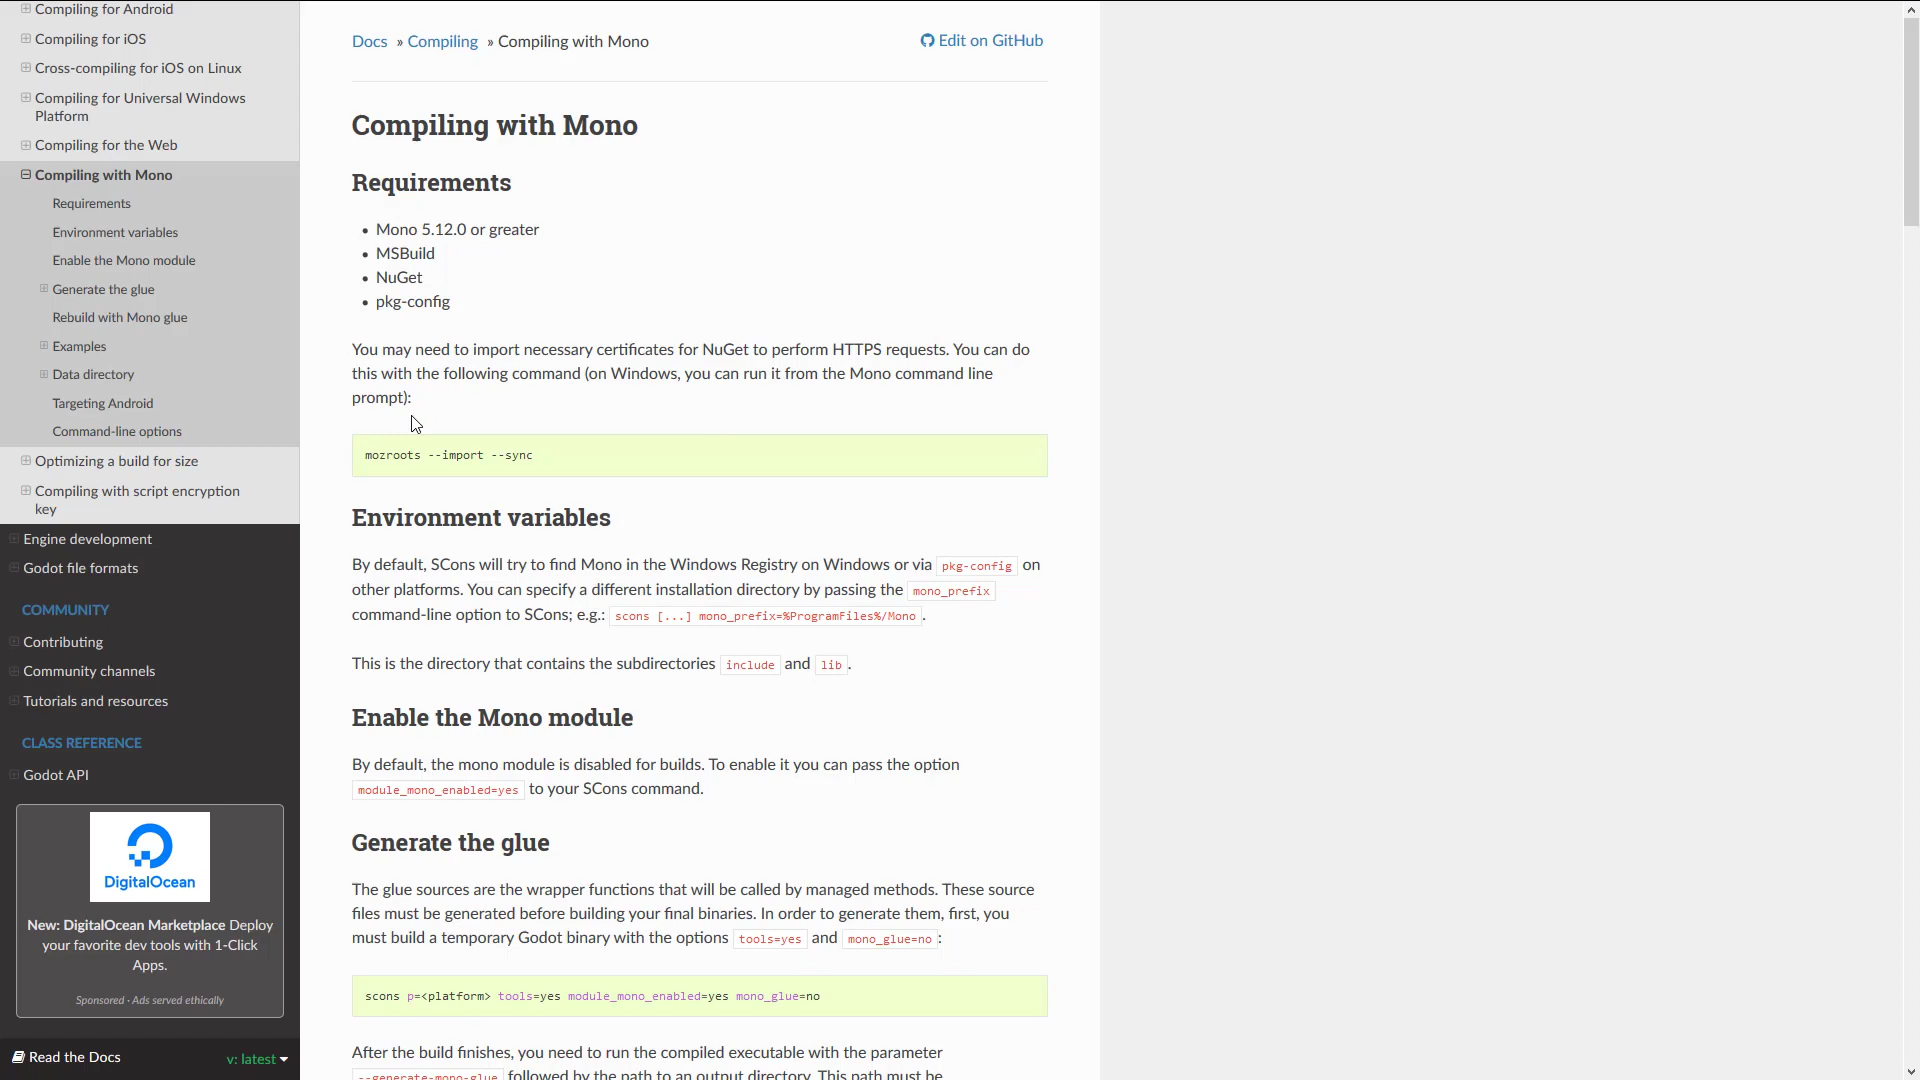 Compiling for Android
Compiling for iOS
Cross-compiling for iOS on Linux
Compiling for Universal Windows
Platform
Compiling for the Web
Compiling with Mono
Requirements
Environment variables
Enable the Mono module
Generate the glue
Rebuild with Mono glue
Examples
Data directory
Targeting Android
Command-line options
Optimizing a build for size
Compiling with script encryption
key
Engine development
Godot file formats
COMMUNITY
Contributing
Community channels
Tutorials and resources
CLASS REFERENCE
Godot API
DigitalOcean
New: DigitalOcean Marketplace Deploy
your favorite dev tools with 1-Click
Apps.
Sponsored · Ads served ethically
Read the Docs
v: latest
Docs » Compiling » Compiling with Mono
Edit on GitHub
Compiling with Mono
Requirements
• Mono 5.12.0 or greater
• MSBuild
• NuGet
• pkg-config
You may need to import necessary certificates for NuGet to perform HTTPS requests. You can do
this with the following command (on Windows, you can run it from the Mono command line
prompt):
mozroots --import --sync
Environment variables
By default, SCons will try to find Mono in the Windows Registry on Windows or via pkg-config on
other platforms. You can specify a different installation directory by passing the mono_prefix
command-line option to SCons; e.g.: scons [...] mono_prefix=%ProgramFiles%/Mono .
This is the directory that contains the subdirectories include and lib .
Enable the Mono module
By default, the mono module is disabled for builds. To enable it you can pass the option
module_mono_enabled=yes to your SCons command.
Generate the glue
The glue sources are the wrapper functions that will be called by managed methods. These source
files must be generated before building your final binaries. In order to generate them, first, you
must build a temporary Godot binary with the options tools=yes and mono_glue=no :
scons p=<platform> tools=yes module_mono_enabled=yes mono_glue=no
After the build finishes, you need to run the compiled executable with the parameter
--generate-mono-glue followed by the path to an output directory. This path must be